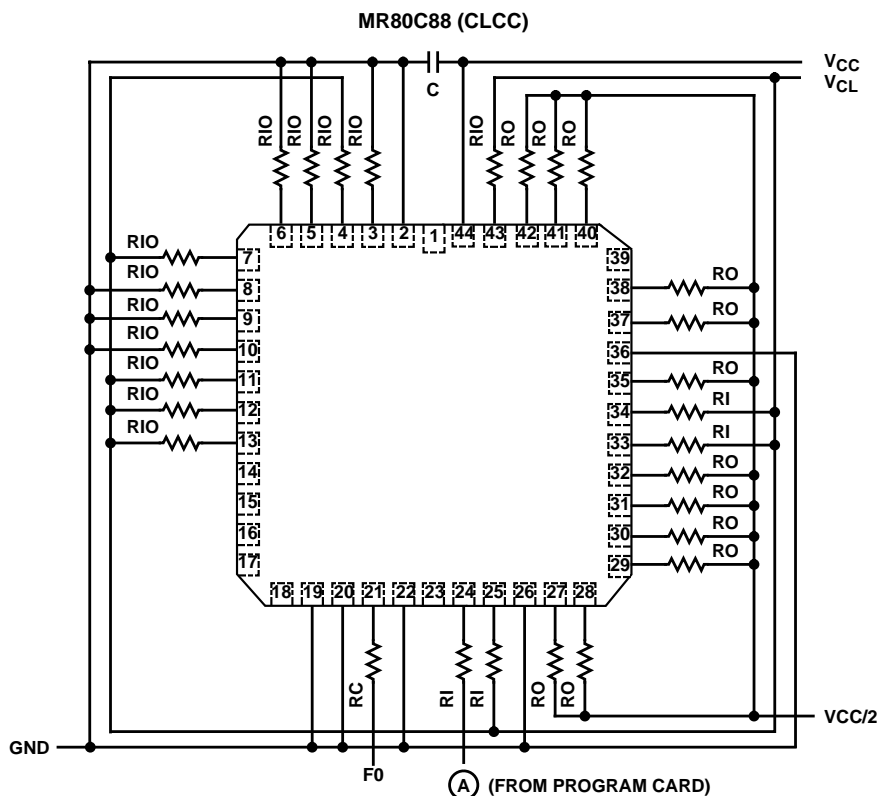 MR80C88 (CLCC)
VCC
C
VCL
RIO
RIO
RIO
RIO
RO
RO
RO
6
5
4
3
2
1
44
43
42
41
40
RIO
7
39
RIO
8
38
RO
RIO
9
37
RO
RIO
10
36
RIO
11
35
RO
RIO
12
34
RI
RIO
13
33
RI
14
32
RO
15
31
RO
16
30
RO
17
29
RO
18
19
20
21
22
23
24
25
26
27
28
RC
RI
RI
RO
RO
VCC/2
GND
F0
A (FROM PROGRAM CARD)